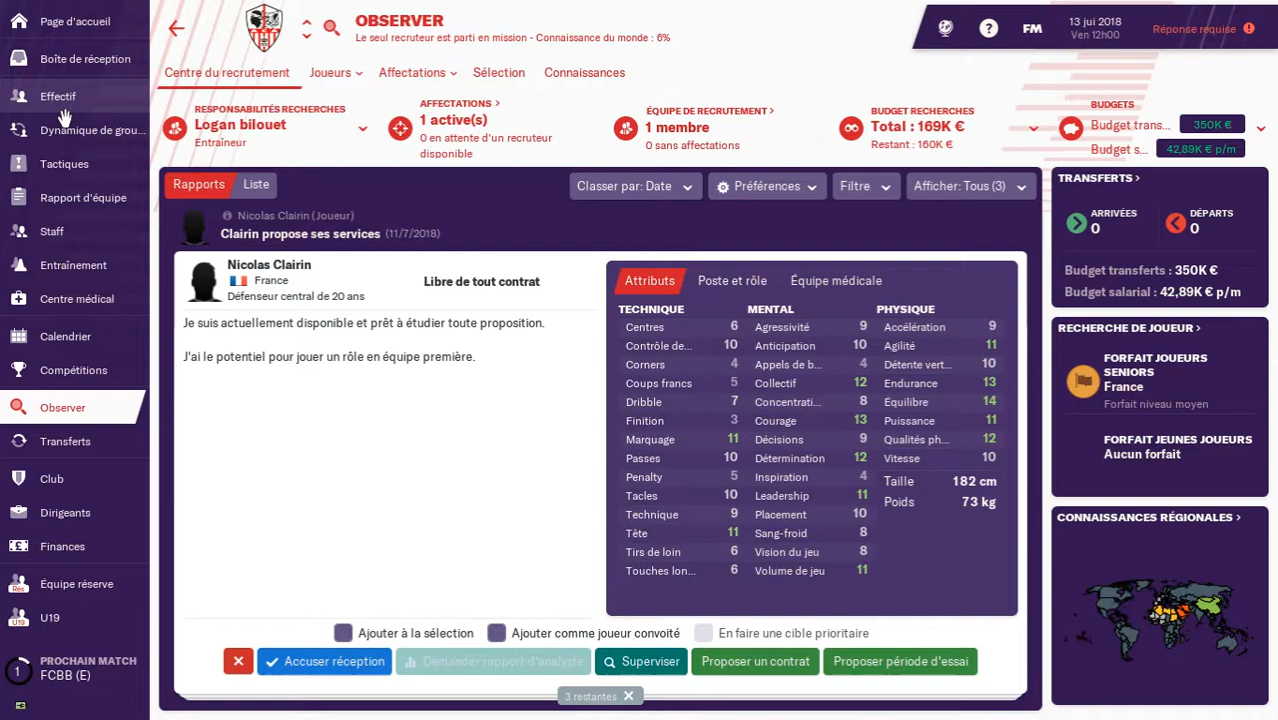 Page d'accueil
Boîte de réception
Effectif
Dynamique de grou...
Tactiques
Rapport d'équipe
Staff
Entraînement
Centre médical
Calendrier
Compétitions
Observer
Transferts
Club
Dirigeants
Finances
Rés
Équipe réserve
U19
U19
1
PROCHAIN MATCH
FCBB (E)
OBSERVER
Le seul recruteur est parti en mission - Connaissance du monde : 6%
?
FM
13 jui 2018
Ven 12h00
Réponse requise
Centre du recrutement
Joueurs
Affectations
Sélection
Connaissances
RESPONSABILITÉS RECHERCHES
Logan bilouet
Entraîneur
AFFECTATIONS >
1 active(s)
0 en attente d'un recruteur
disponible
ÉQUIPE DE RECRUTEMENT >
1 membre
0 sans affectations
BUDGET RECHERCHES
Total : 169K €
Restant : 160K €
BUDGETS
Budget trans... 350K €
Budget s... 42,89K € p/m
Rapports
Liste
Classer par: Date
Préférences
Filtre
Afficher: Tous (3)
Nicolas Clairin (Joueur)
Clairin propose ses services (11/7/2018)
Nicolas Clairin
France
Défenseur central de 20 ans
Libre de tout contrat
Je suis actuellement disponible et prêt à étudier toute proposition.
J'ai le potentiel pour jouer un rôle en équipe première.
Attributs
Poste et rôle
Équipe médicale
TECHNIQUE
Centres 6
Contrôle de... 10
Corners 4
Coups francs 5
Dribble 7
Finition 3
Marquage 11
Passes 10
Penalty 5
Tacles 10
Technique 9
Tête 11
Tirs de loin 6
Touches lon... 6
MENTAL
Agressivité 9
Anticipation 10
Appels de b... 4
Collectif 12
Concentrati... 8
Courage 13
Décisions 9
Détermination 12
Inspiration 4
Leadership 11
Placement 10
Sang-froid 8
Vision du jeu 8
Volume de jeu 11
PHYSIQUE
Accélération 9
Agilité 11
Détente vert... 10
Endurance 13
Équilibre 14
Puissance 11
Qualités ph... 12
Vitesse 10
Taille 182 cm
Poids 73 kg
Ajouter à la sélection
Ajouter comme joueur convoité
En faire une cible prioritaire
Accuser réception
Demander rapport d'analyste
Superviser
Proposer un contrat
Proposer période d'essai
3 restantes
TRANSFERTS >
ARRIVÉES
0
DÉPARTS
0
Budget transferts : 350K €
Budget salarial : 42,89K € p/m
RECHERCHE DE JOUEUR >
FORFAIT JOUEURS
SENIORS
France
Forfait niveau moyen
FORFAIT JEUNES JOUEURS
Aucun forfait
CONNAISSANCES RÉGIONALES >